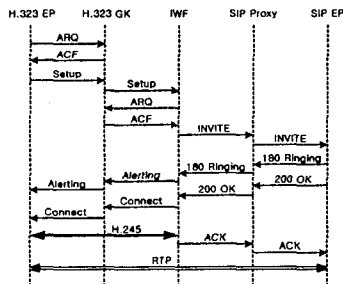 H.323 EP H.323 GK IWF SIP Proxy SIP EP
ARQ
ACF
Setup
Setup
ARQ
ACF
INVITE
INVITE
180 Ringing
180 Ringing
Alerting
Alerting
200 OK
200 OK
Connect
Connect
H.245
ACK
ACK
RTP